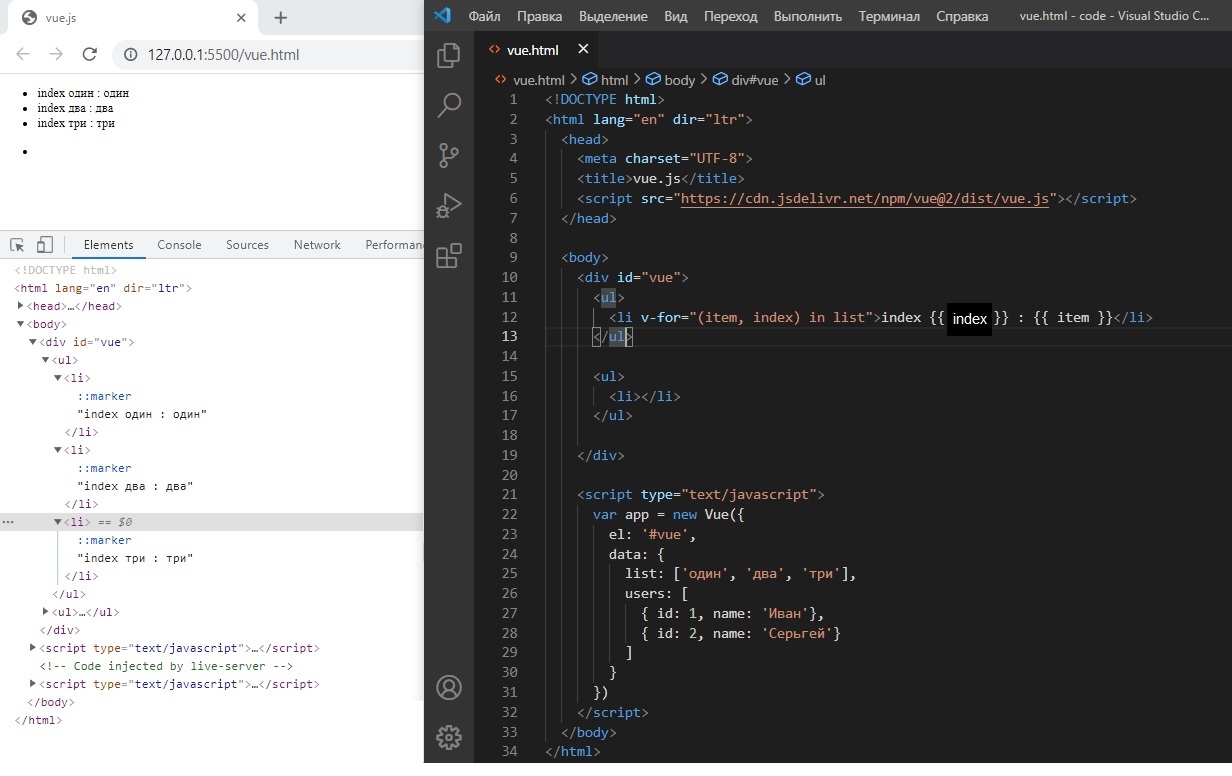 vue.js
127.0.0.1:5500/vue.html
index один : один
index два : два
index три : три
Elements Console Sources Network Performan
<!DOCTYPE html>
<html lang="en" dir="ltr">
<head>…</head>
<body>
<div id="vue">
<ul>
<li>
::marker
"index один : один"
</li>
<li>
::marker
"index два : два"
</li>
<li> == $0
::marker
"index три : три"
</li>
</ul>
<ul>…</ul>
</div>
<script type="text/javascript">…</script>
<!-- Code injected by live-server -->
<script type="text/javascript">…</script>
</body>
</html>
Файл Правка Выделение Вид Переход Выполнить Терминал Справка vue.html - code - Visual Studio C...
vue.html
vue.html > html > body > div#vue > ul
1 <!DOCTYPE html>
2 <html lang="en" dir="ltr">
3 <head>
4 <meta charset="UTF-8">
5 <title>vue.js</title>
6 <script src="https://cdn.jsdelivr.net/npm/vue@2/dist/vue.js"></script>
7 </head>
8
9 <body>
10 <div id="vue">
11 <ul>
12 <li v-for="(item, index) in list">index {{ index }} : {{ item }}</li>
13 </ul>
14
15 <ul>
16 <li></li>
17 </ul>
18
19 </div>
20
21 <script type="text/javascript">
22 var app = new Vue({
23 el: '#vue',
24 data: {
25 list: ['один', 'два', 'три'],
26 users: [
27 { id: 1, name: 'Иван'},
28 { id: 2, name: 'Серьгей'}
29 ]
30 }
31 })
32 </script>
33 </body>
34 </html>